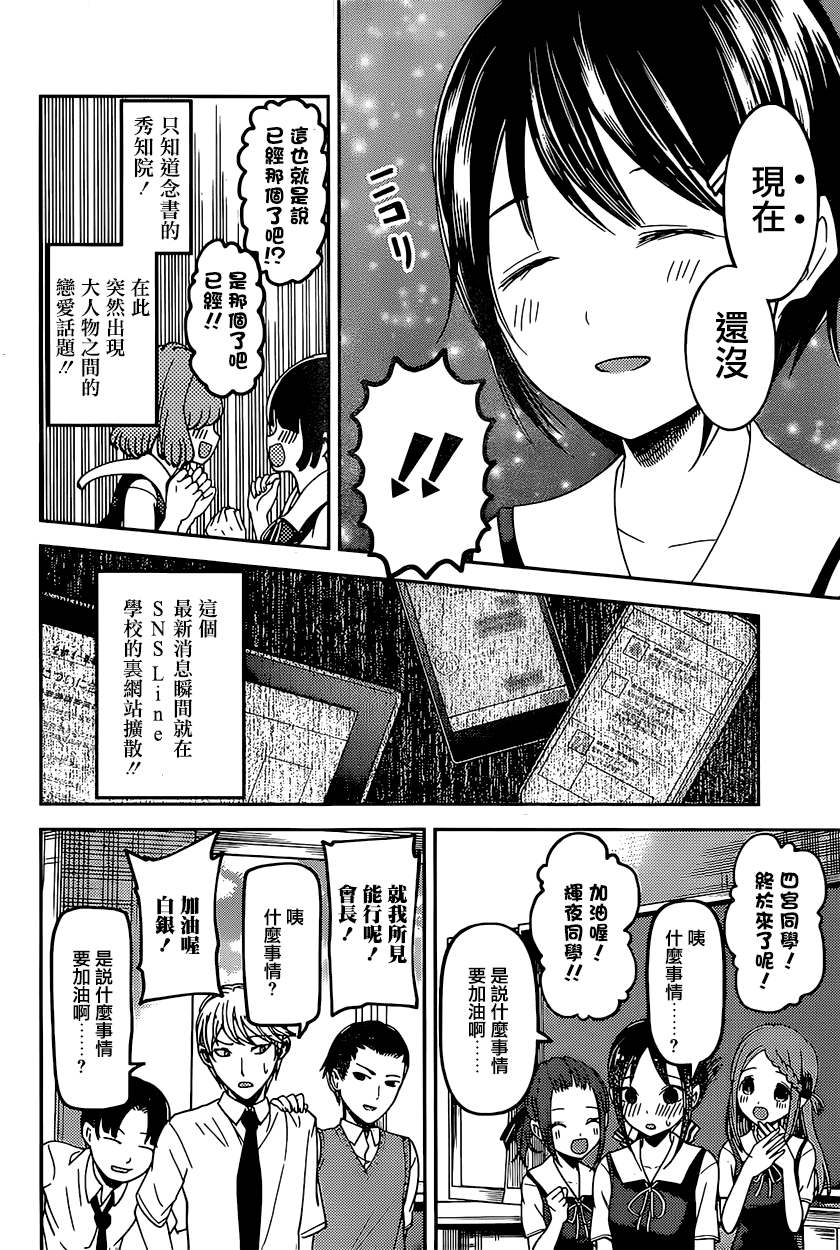 現在
還沒
ニコリ
!!
這也就是說
已經那個了吧!?
是那個了吧
已經!!
只知道念書的
秀知院!
在此
突然出現
大人物之間的
戀愛話題!!
這個
最新消息瞬間就在
SNS Line
學校的裏網站擴散!!
四宮同學!
終於來了呢!
咦
什麼事情……?
加油喔!
輝夜同學!!
是說什麼事情
要加油啊……?
就我所見
能行呢!
會長!
咦
什麼事情?
加油喔
白銀!
是說什麼事情
要加油啊……?